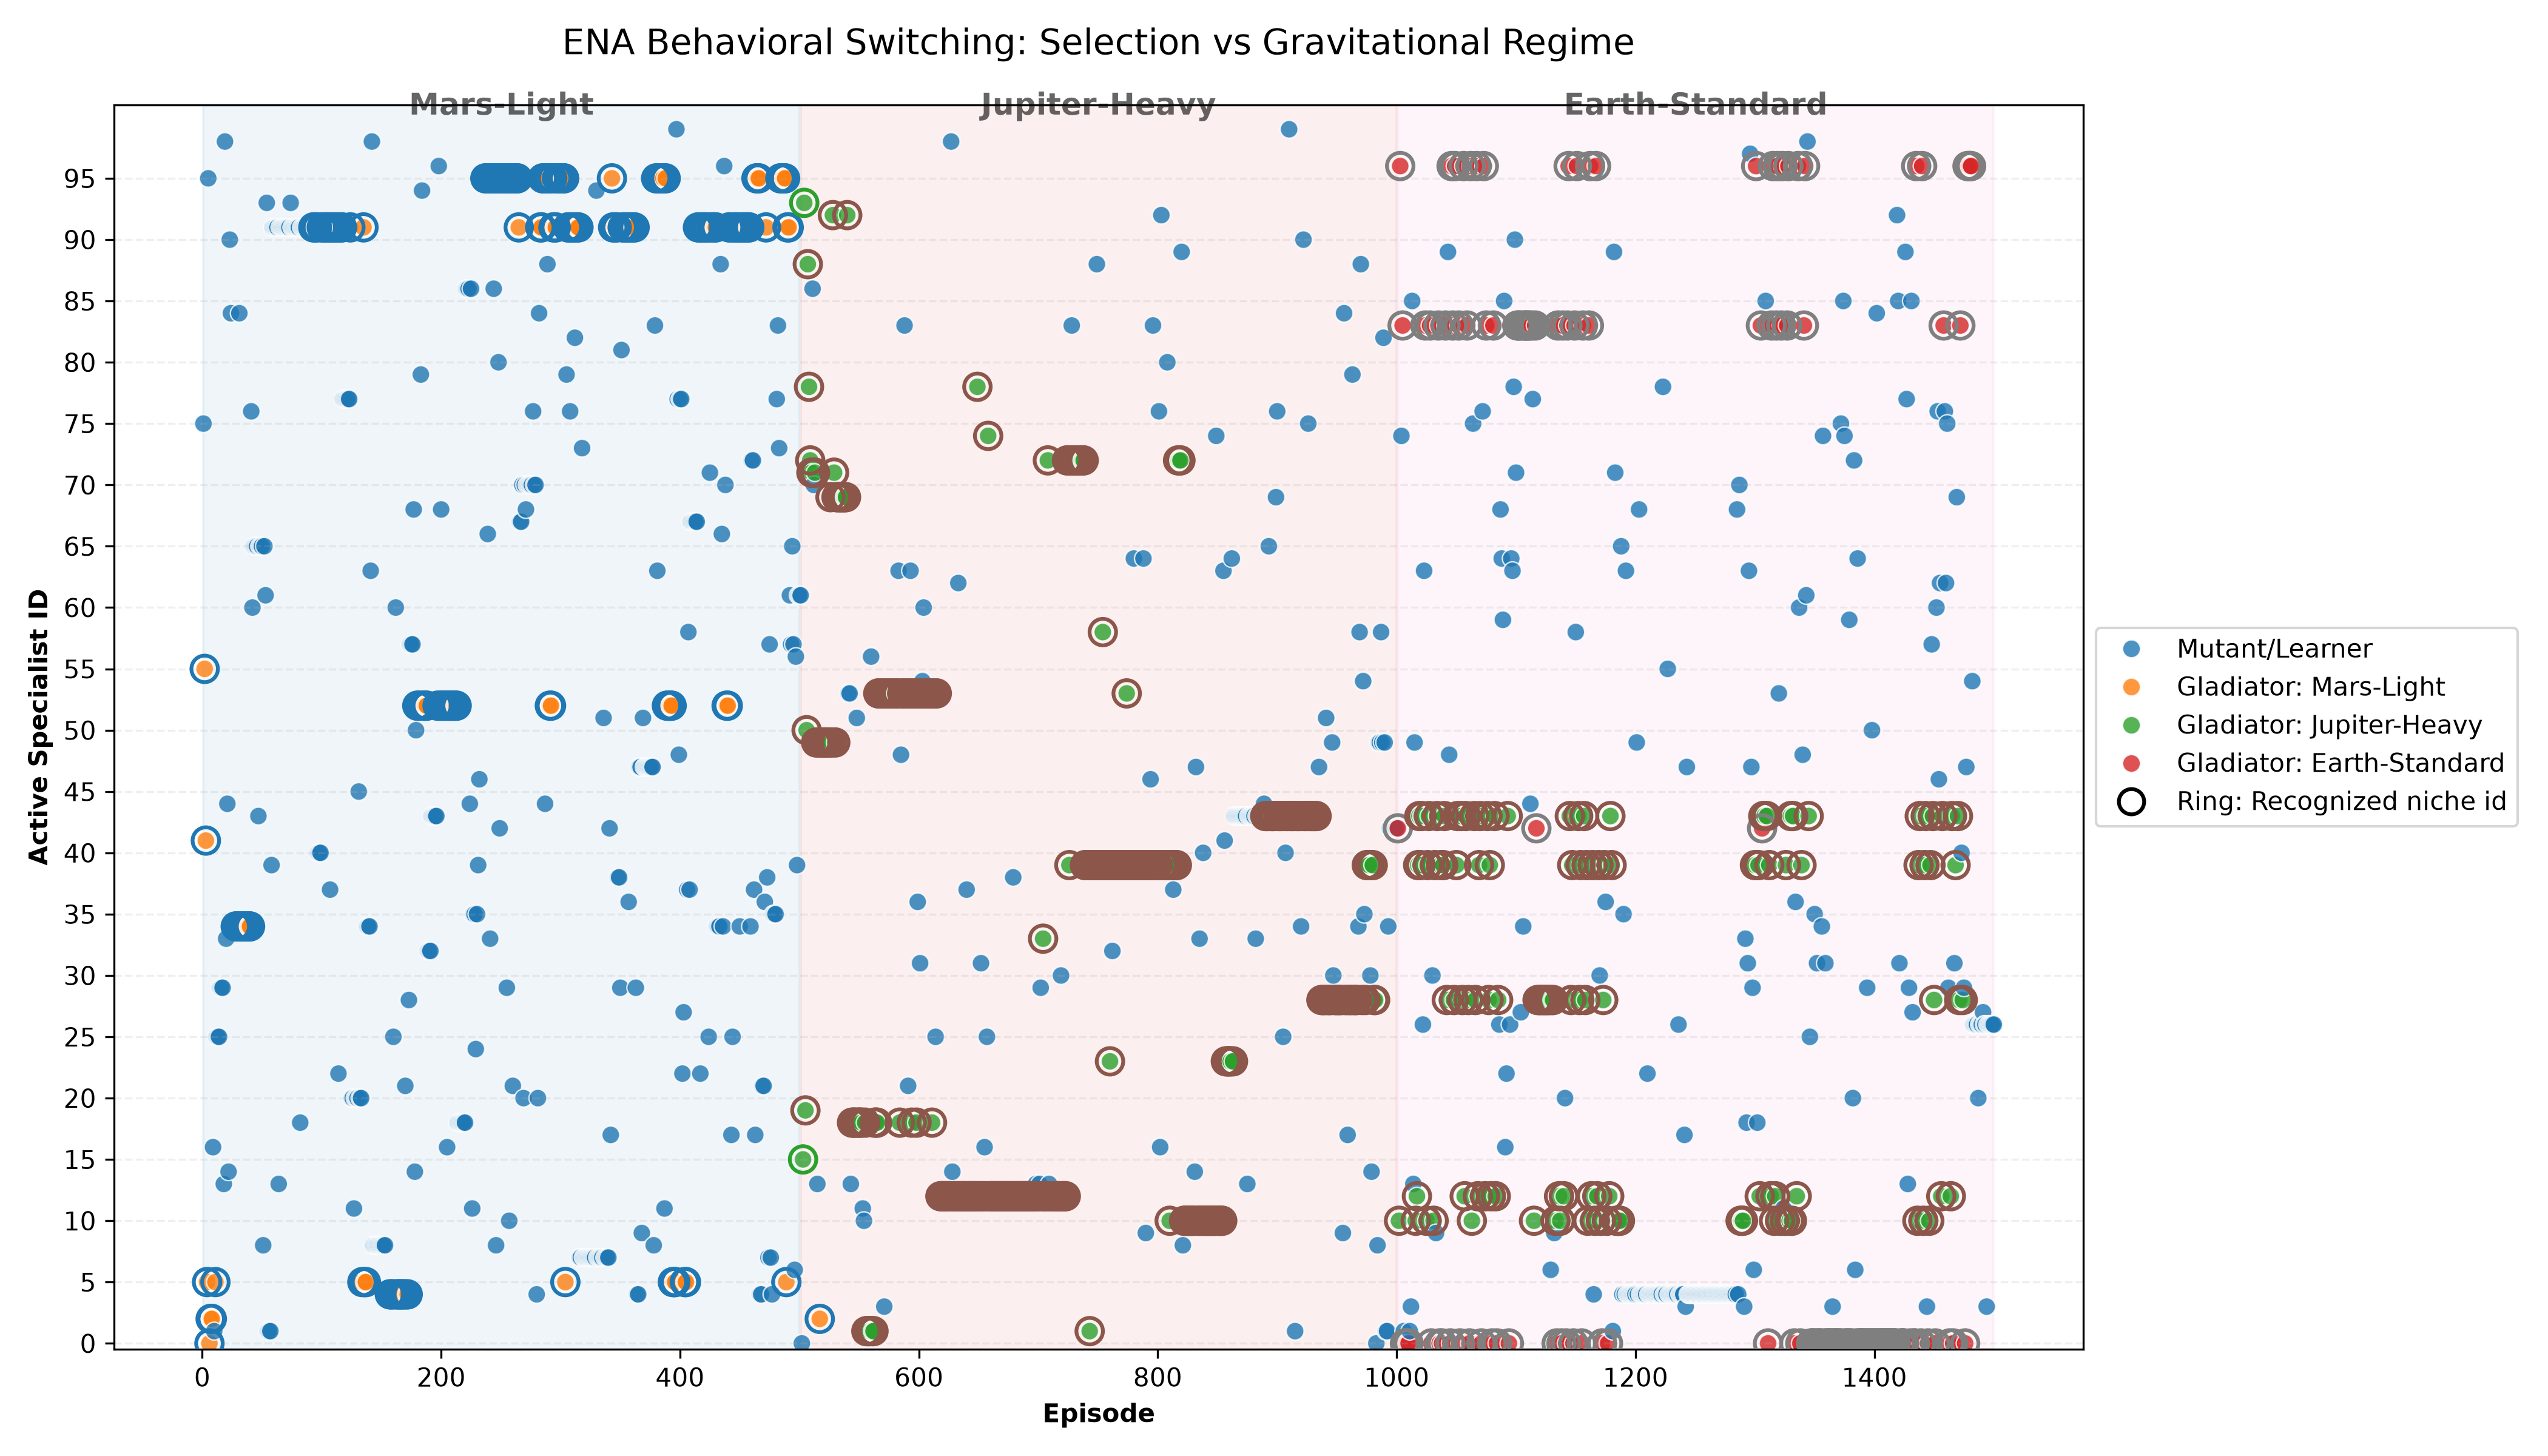 ENA Behavioral Switching: Selection vs Gravitational Regime
Mars-Light
Jupiter-Heavy
Earth-Standard
Active Specialist ID
95
90
85
80
75
70
65
60
55
50
45
40
35
30
25
20
15
10
5
0
0
200
400
600
800
1000
1200
1400
Episode
Mutant/Learner
Gladiator: Mars-Light
Gladiator: Jupiter-Heavy
Gladiator: Earth-Standard
Ring: Recognized niche id